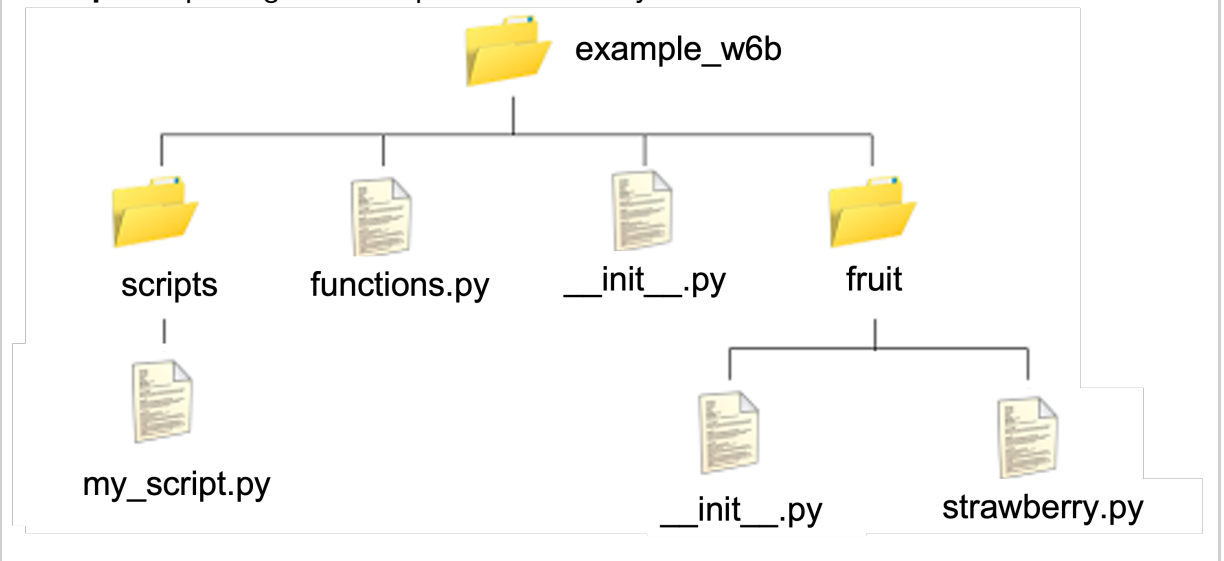 example_w6b
scripts
functions.py
__init__.py
fruit
my_script.py
__init__.py
strawberry.py